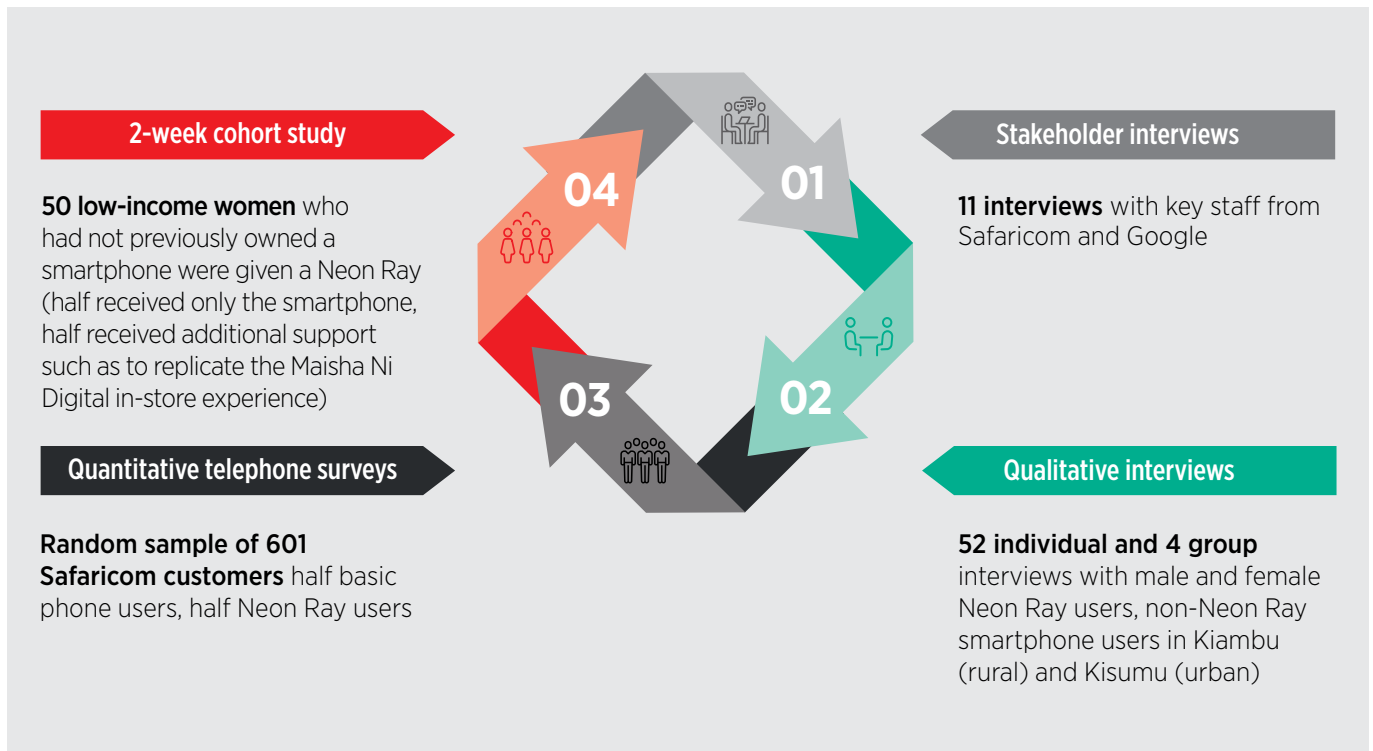 01
Stakeholder interviews
11 interviews with key staff from
Safaricom and Google
02
Qualitative interviews
52 individual and 4 group
interviews with male and female
Neon Ray users, non-Neon Ray
smartphone users in Kiambu
(rural) and Kisumu (urban)
03
Quantitative telephone surveys
Random sample of 601
Safaricom customers half basic
phone users, half Neon Ray users
04
2-week cohort study
50 low-income women who
had not previously owned a
smartphone were given a Neon Ray
(half received only the smartphone,
half received additional support
such as to replicate the Maisha Ni
Digital in-store experience)